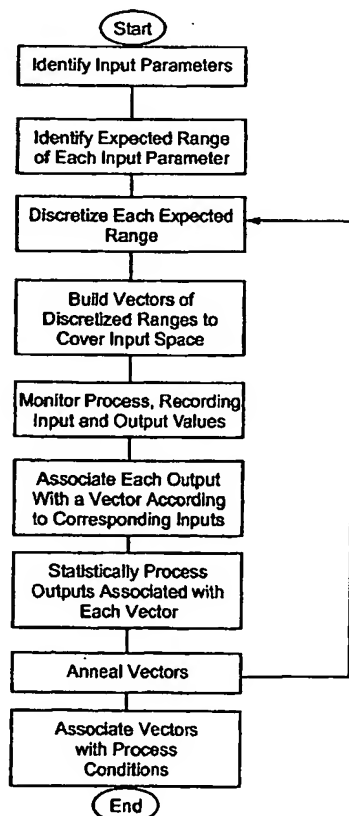 Start
Identify Input Parameters
Identify Expected Range
of Each Input Parameter
Discretize Each Expected
Range
Build Vectors of
Discretized Ranges to
Cover Input Space
Monitor Process, Recording
Input and Output Values
Associate Each Output
With a Vector According
to Corresponding Inputs
Statistically Process
Outputs Associated with
Each Vector
Anneal Vectors
Associate Vectors
with Process
Conditions
End